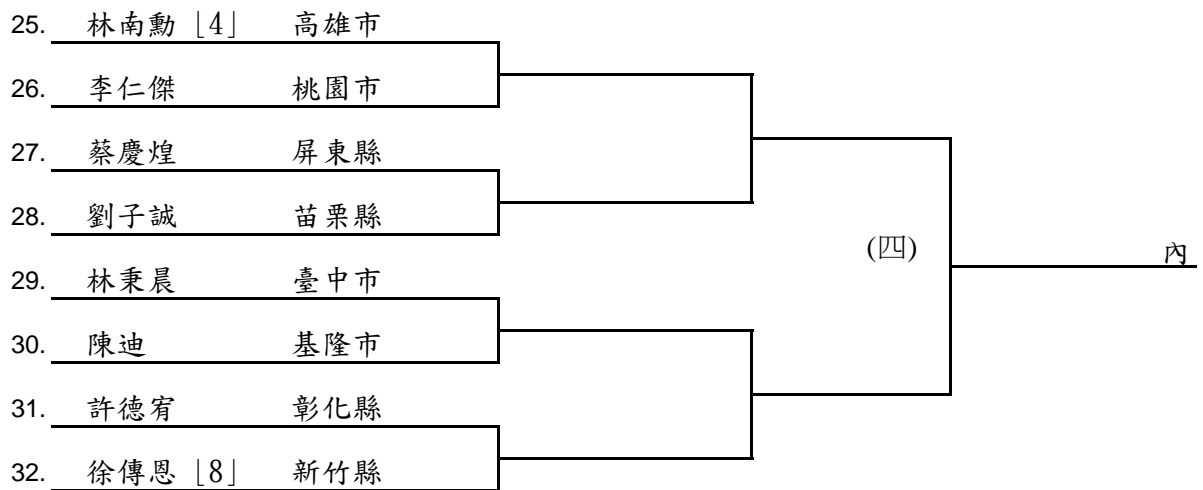 25. 林南勳 [4] 高雄市
26. 李仁傑 桃園市
27. 蔡慶煌 屏東縣
28. 劉子誠 苗栗縣
(四)
內
29. 林秉晨 臺中市
30. 陳迪 基隆市
31. 許德宥 彰化縣
32. 徐傳恩 [8] 新竹縣